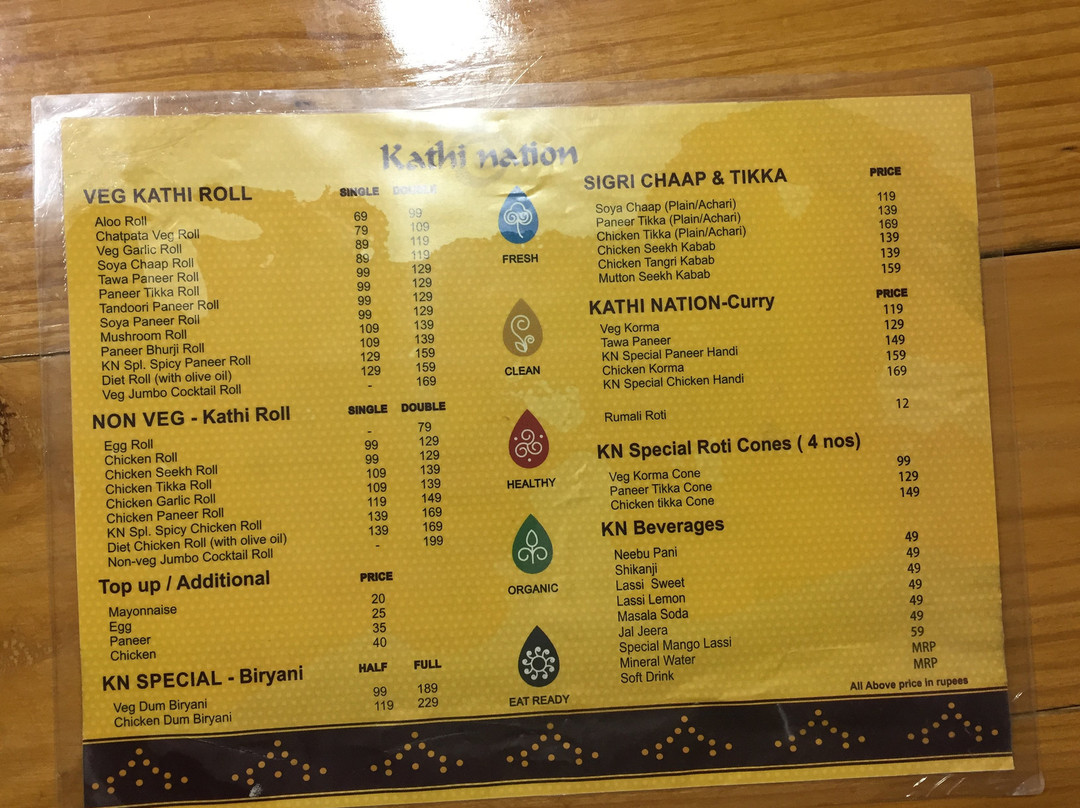 Kathi nation
VEG KATHI ROLL SINGLE DOUBLE
Aloo Roll 69 99
Chatpata Veg Roll 79 109
Veg Garlic Roll 89 119
Soya Chaap Roll 89 119
Tawa Paneer Roll 99 129
Paneer Tikka Roll 99 129
Tandoori Paneer Roll 99 129
Soya Paneer Roll 99 129
Mushroom Roll 109 139
Paneer Bhurji Roll 109 139
KN Spl. Spicy Paneer Roll 129 159
Diet Roll (with olive oil) 129 159
Veg Jumbo Cocktail Roll - 169
NON VEG - Kathi Roll SINGLE DOUBLE
Egg Roll - 79
Chicken Roll 99 129
Chicken Seekh Roll 99 129
Chicken Tikka Roll 109 139
Chicken Garlic Roll 109 139
Chicken Paneer Roll 119 149
KN Spl. Spicy Chicken Roll 139 169
Diet Chicken Roll (with olive oil) 139 169
Non-veg Jumbo Cocktail Roll - 199
Top up / Additional PRICE
Mayonnaise 20
Egg 25
Paneer 35
Chicken 40
KN SPECIAL - Biryani HALF FULL
Veg Dum Biryani 99 189
Chicken Dum Biryani 119 229
FRESH
CLEAN
HEALTHY
ORGANIC
EAT READY
SIGRI CHAAP & TIKKA PRICE
Soya Chaap (Plain/Achari) 119
Paneer Tikka (Plain/Achari) 139
Chicken Tikka (Plain/Achari) 169
Chicken Seekh Kabab 139
Chicken Tangri Kabab 139
Mutton Seekh Kabab 159
KATHI NATION-Curry PRICE
Veg Korma 119
Tawa Paneer 129
KN Special Paneer Handi 149
Chicken Korma 159
KN Special Chicken Handi 169
Rumali Roti 12
KN Special Roti Cones ( 4 nos)
Veg Korma Cone 99
Paneer Tikka Cone 129
Chicken tikka Cone 149
KN Beverages
Neebu Pani 49
Shikanji 49
Lassi Sweet 49
Lassi Lemon 49
Masala Soda 49
Jal Jeera 49
Special Mango Lassi 59
Mineral Water MRP
Soft Drink MRP
All Above price in rupees